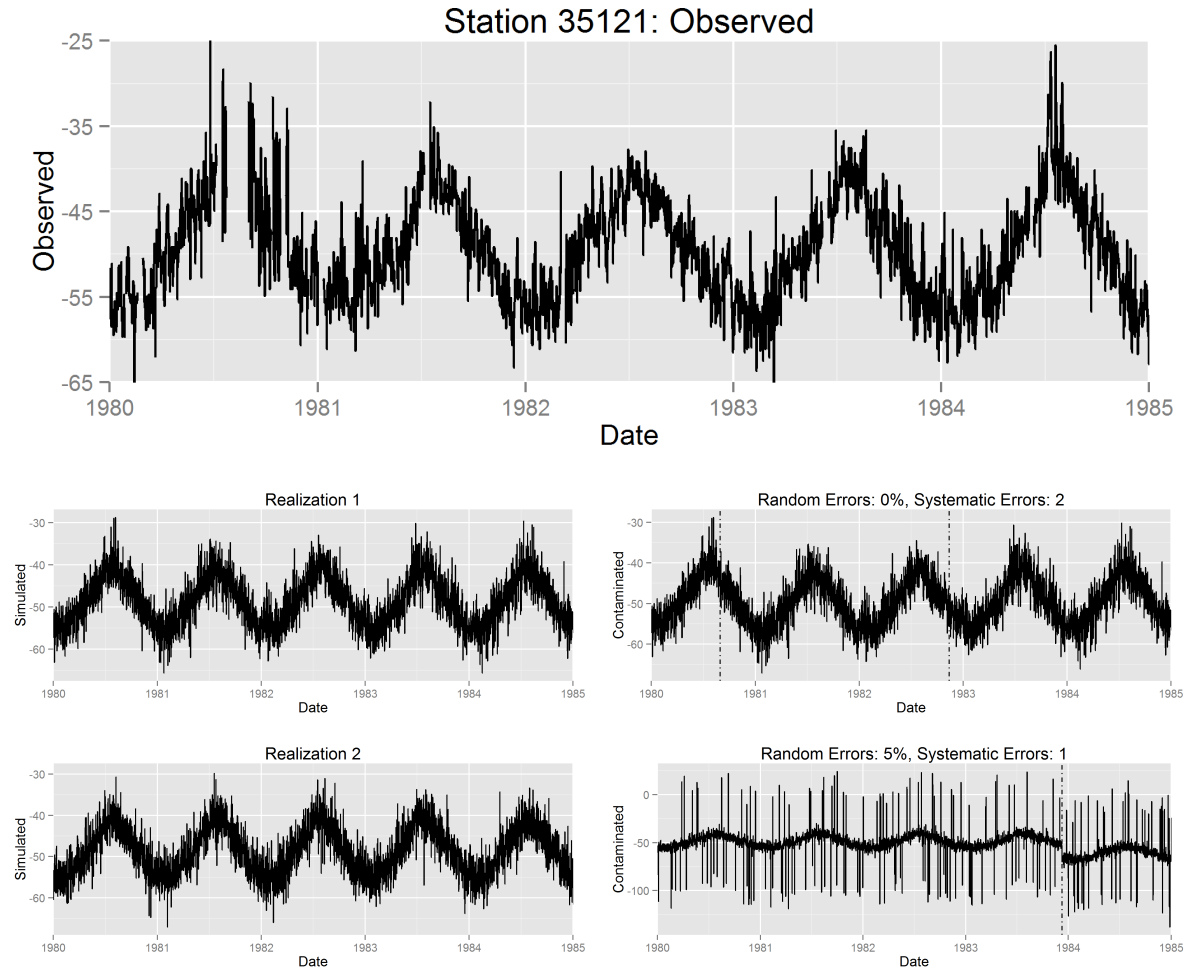 Station 35121: Observed
-25
-35
-45
-55
-65
Observed
1980 1981 1982 1983 1984 1985
Date
Realization 1
-30
-40
-50
-60
Simulated
1980 1981 1982 1983 1984 1985
Date
Random Errors: 0%, Systematic Errors: 2
-30
-40
-50
-60
Contaminated
1980 1981 1982 1983 1984 1985
Date
Realization 2
-30
-40
-50
-60
Simulated
1980 1981 1982 1983 1984 1985
Date
Random Errors: 5%, Systematic Errors: 1
0
-50
-100
Contaminated
1980 1981 1982 1983 1984 1985
Date